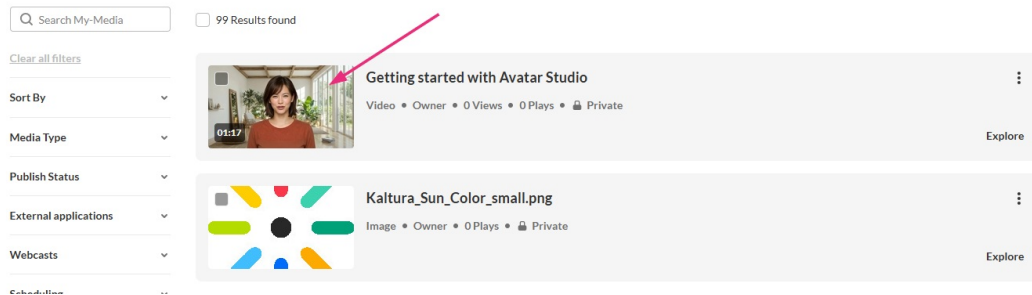 Search My-Media
99 Results found
Clear all filters
Sort By
Media Type
Publish Status
External applications
Webcasts
Scheduling
01:17
Getting started with Avatar Studio
Video • Owner • 0 Views • 0 Plays • Private
Explore
Kaltura_Sun_Color_small.png
Image • Owner • 0 Plays • Private
Explore